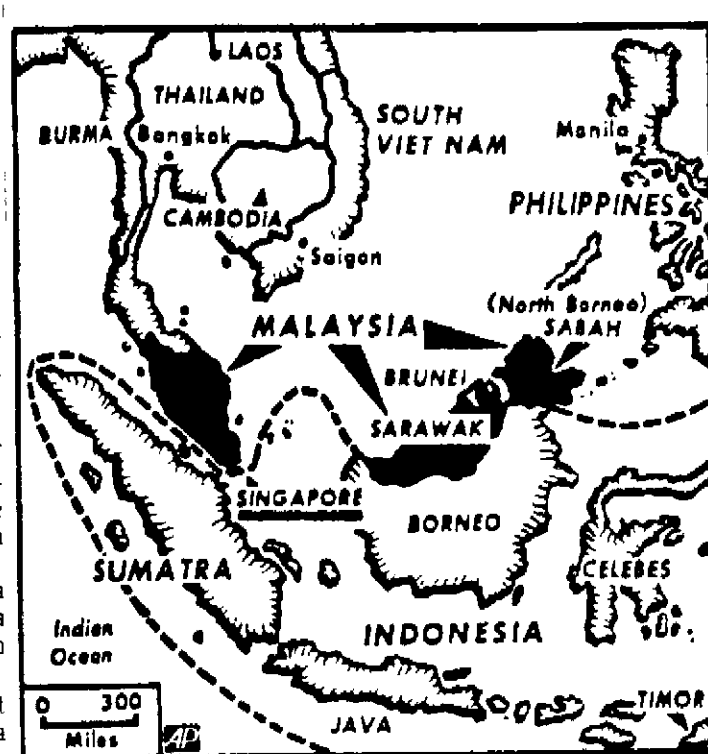 LAOS
THAILAND
BURMA
Bangkok
SOUTH
VIET NAM
Manila
CAMBODIA
PHILIPPINES
Saigon
(North Borneo)
SABAH
MALAYSIA
BRUNEI
SARAWAK
SINGAPORE
BORNEO
SUMATRA
CELEBES
Indian
Ocean
INDONESIA
0 300
Miles
AP
JAVA
TIMOR